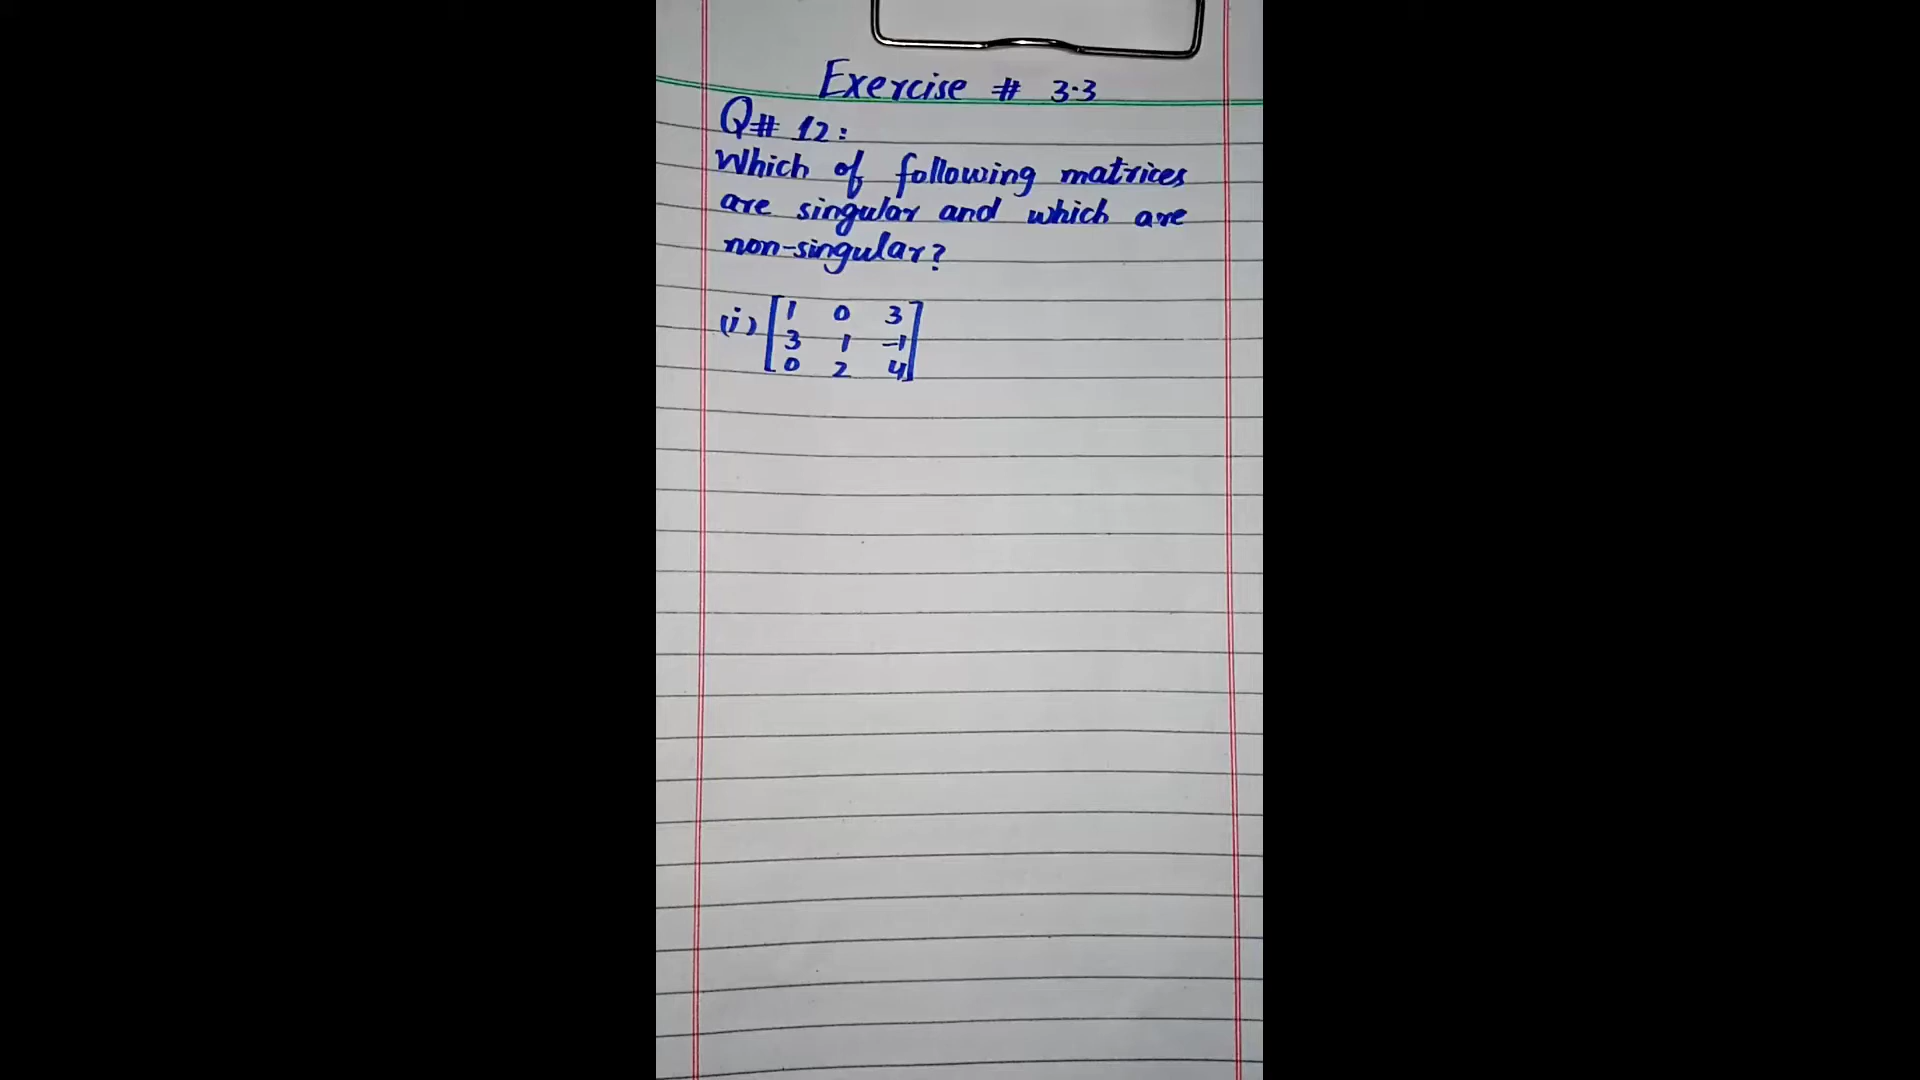 Exercise # 3.3
Q# 12:
Which of following matrices
are singular and which are
non-singular?
(i) [1 0 3
3 1 -1
0 2 4]